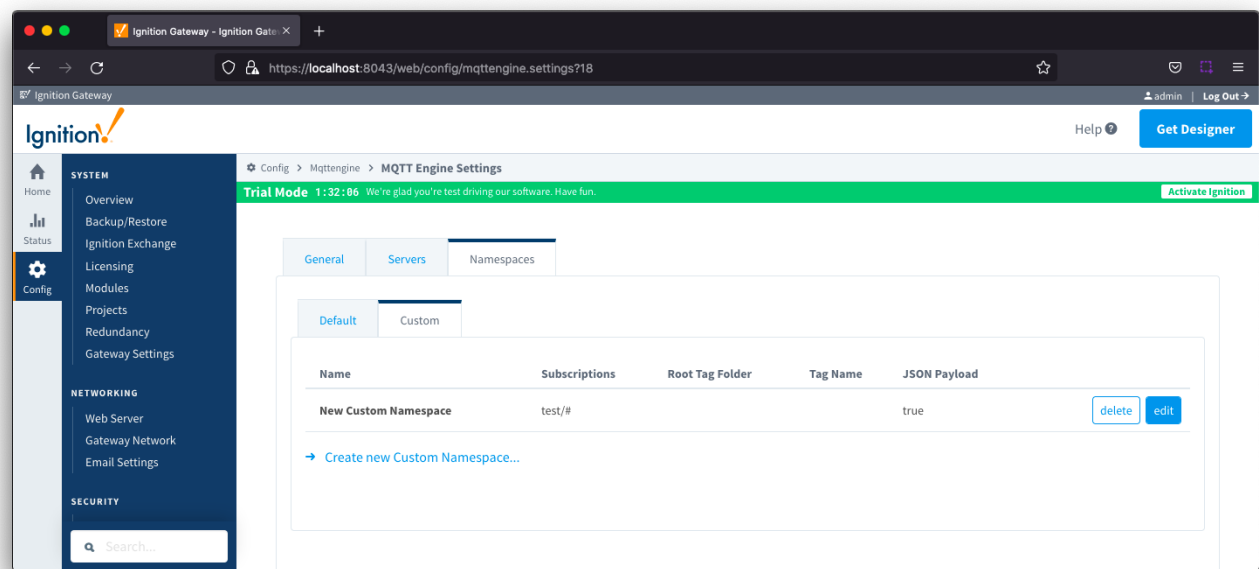 Ignition Gateway - Ignition Gate
https://localhost:8043/web/config/mqttengine.settings?18
Ignition Gateway
admin | Log Out
Ignition!
Help
Get Designer
Home
Status
Config
SYSTEM
Overview
Backup/Restore
Ignition Exchange
Licensing
Modules
Projects
Redundancy
Gateway Settings
NETWORKING
Web Server
Gateway Network
Email Settings
SECURITY
Search...
Config > Mqttengine > MQTT Engine Settings
Trial Mode 1:32:06 We're glad you're test driving our software. Have fun.
Activate Ignition
General Servers Namespaces
Default Custom
Name Subscriptions Root Tag Folder Tag Name JSON Payload
New Custom Namespace test/# true delete edit
Create new Custom Namespace...